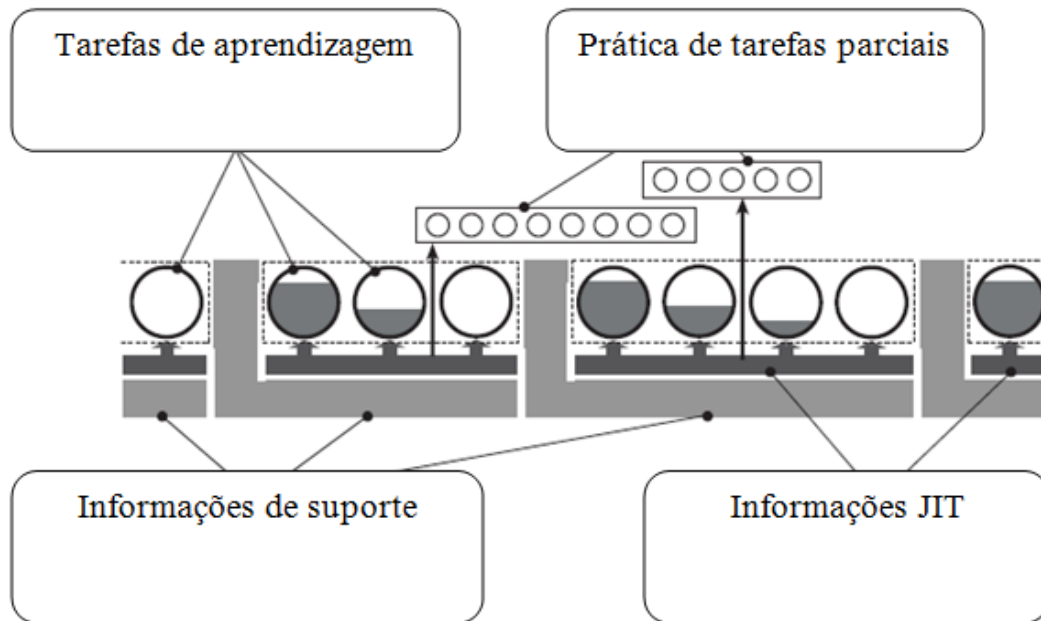 Tarefas de aprendizagem
Prática de tarefas parciais
Informações de suporte
Informações JIT